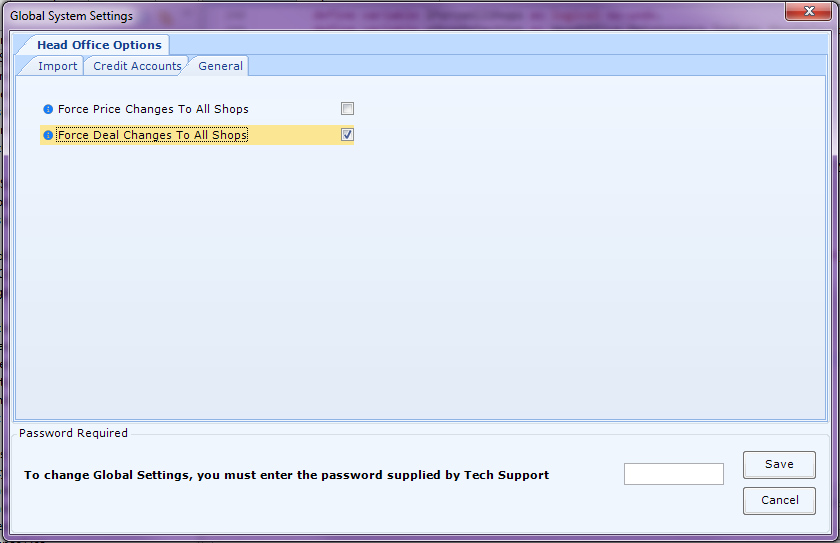 Global System Settings
Head Office Options
Import Credit Accounts General
Force Price Changes To All Shops
Force Deal Changes To All Shops
Password Required
To change Global Settings, you must enter the password supplied by Tech Support
Save
Cancel